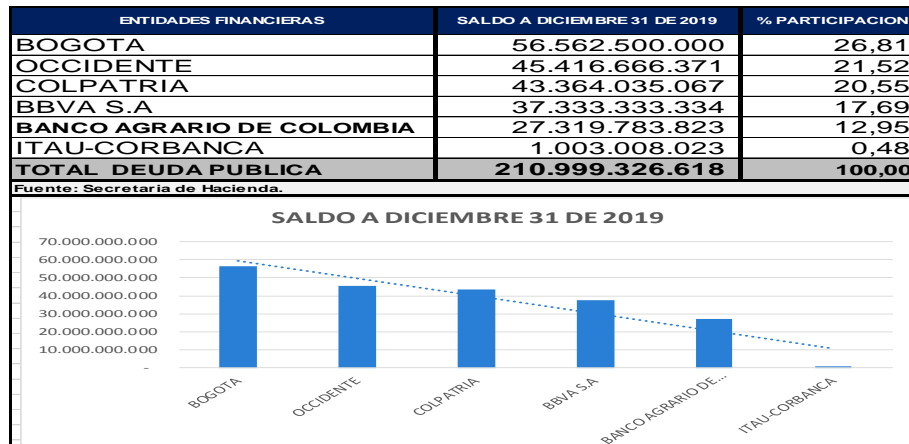 ENTIDADES FINANCIERAS SALDO A DICIEMBRE 31 DE 2019 % PARTICIPACION
BOGOTA 56.562.500.000 26,81
OCCIDENTE 45.416.666.371 21,52
COLPATRIA 43.364.035.067 20,55
BBVA S.A 37.333.333.334 17,69
BANCO AGRARIO DE COLOMBIA 27.319.783.823 12,95
ITAU-CORBANCA 1.003.008.023 0,48
TOTAL DEUDA PUBLICA 210.999.326.618 100,00
Fuente: Secretaria de Hacienda.
SALDO A DICIEMBRE 31 DE 2019
70.000.000.000
60.000.000.000
50.000.000.000
40.000.000.000
30.000.000.000
20.000.000.000
10.000.000.000
-
BOGOTA
OCCIDENTE
COLPATRIA
BBVA S.A
BANCO AGRARIO DE...
ITAU-CORBANCA